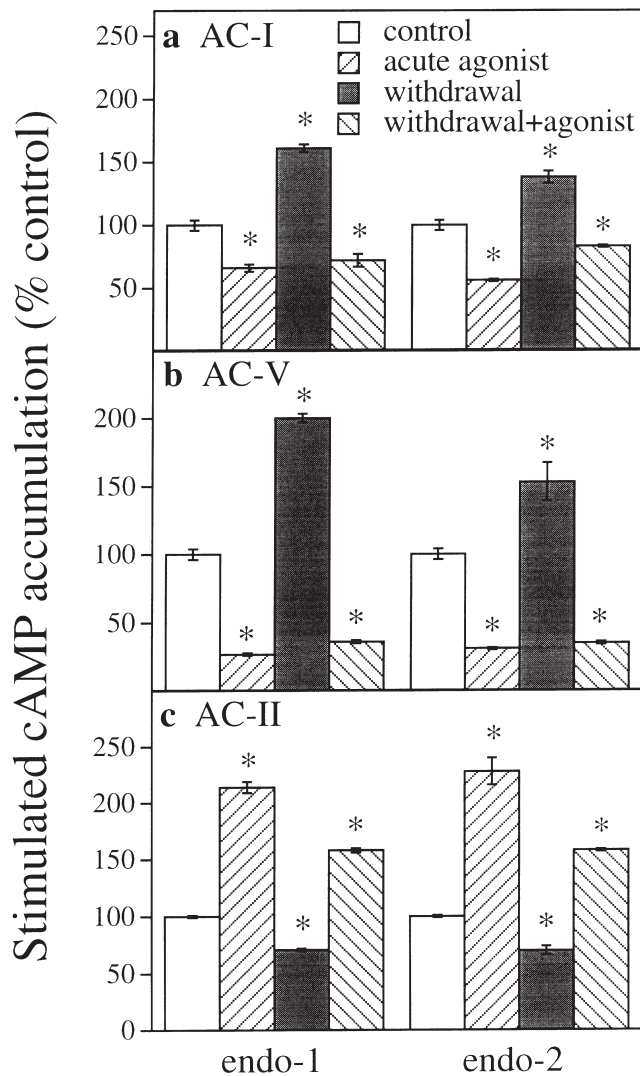 Stimulated cAMP accumulation (% control)
a AC-I
control
acute agonist
withdrawal
withdrawal+agonist
250
200
150
100
50
* * * * * *
b AC-V
200
150
100
50
* * * * * *
c AC-II
250
200
150
100
50
0
* * * * * *
endo-1 endo-2